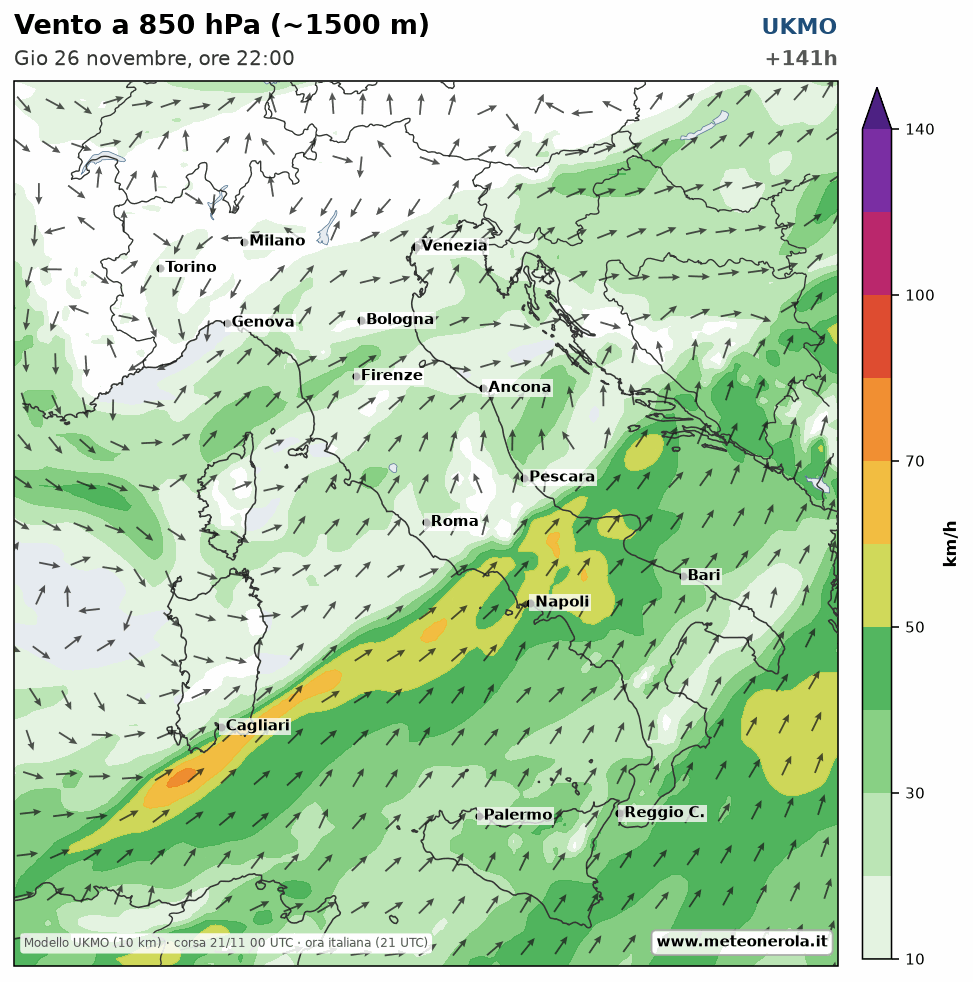 Vento a 850 hPa (~1500 m)
UKMO
Gio 26 novembre, ore 22:00
+141h
140
100
70
50
30
10
km/h
Milano
Venezia
Torino
Genova
Bologna
Firenze
Ancona
Pescara
Roma
Bari
Napoli
Cagliari
Palermo
Reggio C.
Modello UKMO (10 km) · corsa 21/11 00 UTC · ora italiana (21 UTC)
www.meteonerola.it